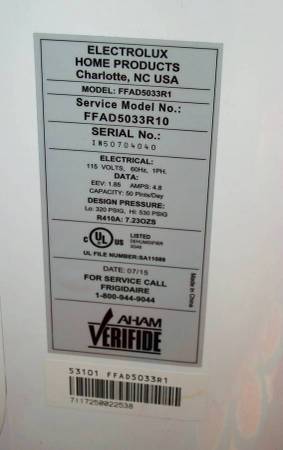 ELECTROLUX
HOME PRODUCTS
Charlotte, NC USA
MODEL: FFAD5033R1
Service Model No.:
FFAD5033R10
SERIAL No.:
IN50704040
ELECTRICAL:
115 VOLTS, 60Hz, 1PH.
DATA:
EEV: 1.85 AMPS: 4.8
CAPACITY: 50 Pints/Day
DESIGN PRESSURE:
Lo: 320 PSIG, Hi: 530 PSIG
R410A: 7.23OZS
C UL US LISTED
DEHUMIDIFIER
UL FILE NUMBER:SA11089
DATE: 07/15
FOR SERVICE CALL
FRIGIDAIRE
1-800-944-9044
Made in China
AHAM
VERIFIDE
53101 FFAD5033R1
7117250022538